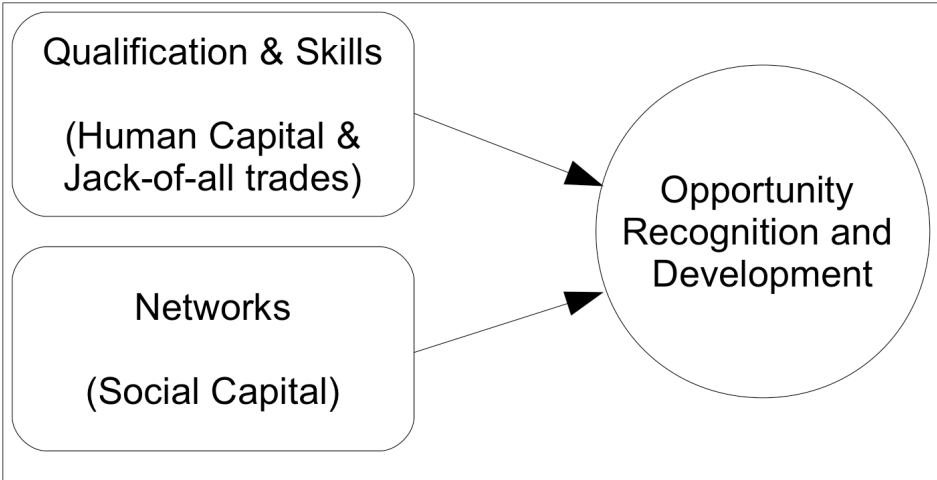 Qualification & Skills
(Human Capital &
Jack-of-all trades)
Networks
(Social Capital)
Opportunity
Recognition and
Development